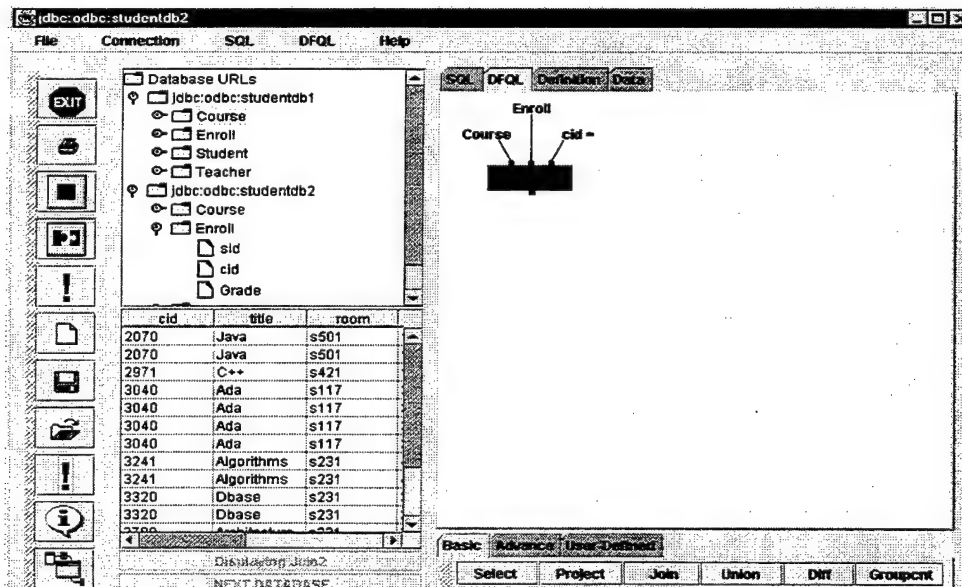 jdbc:odbc:studentdb2
File Connection SQL DFQL Help
EXIT
Database URLs
jdbc:odbc:studentdb1
Course
Enroll
Student
Teacher
jdbc:odbc:studentdb2
Course
Enroll
sid
cid
Grade
cid title room
2070 Java s501
2070 Java s501
2971 C++ s421
3040 Ada s117
3040 Ada s117
3040 Ada s117
3040 Ada s117
3241 Algorithms s231
3241 Algorithms s231
3320 Dbase s231
3320 Dbase s231
Displaying Join2
NEXT DATABASE
SQL DFQL Definition Data
Enroll
Course cid =
Basic Advance User-Defined
Select Project Join Union Diff Groupcnt